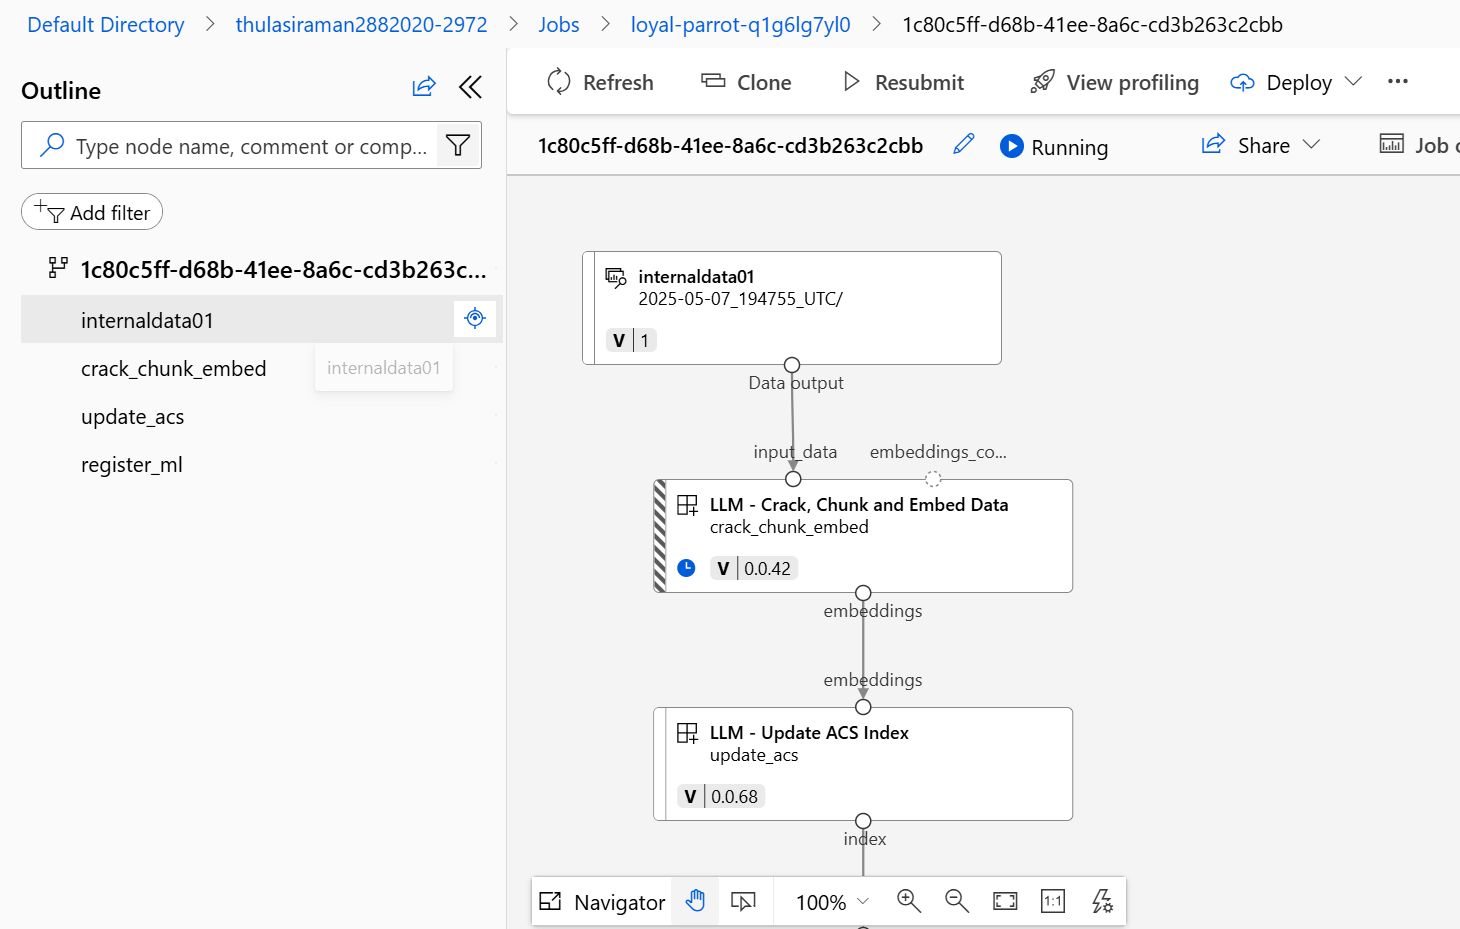 Default Directory > thulasiraman2882020-2972 > Jobs > loyal-parrot-q1g6lg7yl0 > 1c80c5ff-d68b-41ee-8a6c-cd3b263c2cbb
Outline
Type node name, comment or comp...
Add filter
1c80c5ff-d68b-41ee-8a6c-cd3b263c...
internaldata01
crack_chunk_embed
internaldata01
update_acs
register_ml
Refresh Clone Resubmit View profiling Deploy
1c80c5ff-d68b-41ee-8a6c-cd3b263c2cbb Running Share Job
internaldata01
2025-05-07_194755_UTC/
V 1
Data output
input_data embeddings_co...
LLM - Crack, Chunk and Embed Data
crack_chunk_embed
V 0.0.42
embeddings
embeddings
LLM - Update ACS Index
update_acs
V 0.0.68
index
Navigator 100% 1:1